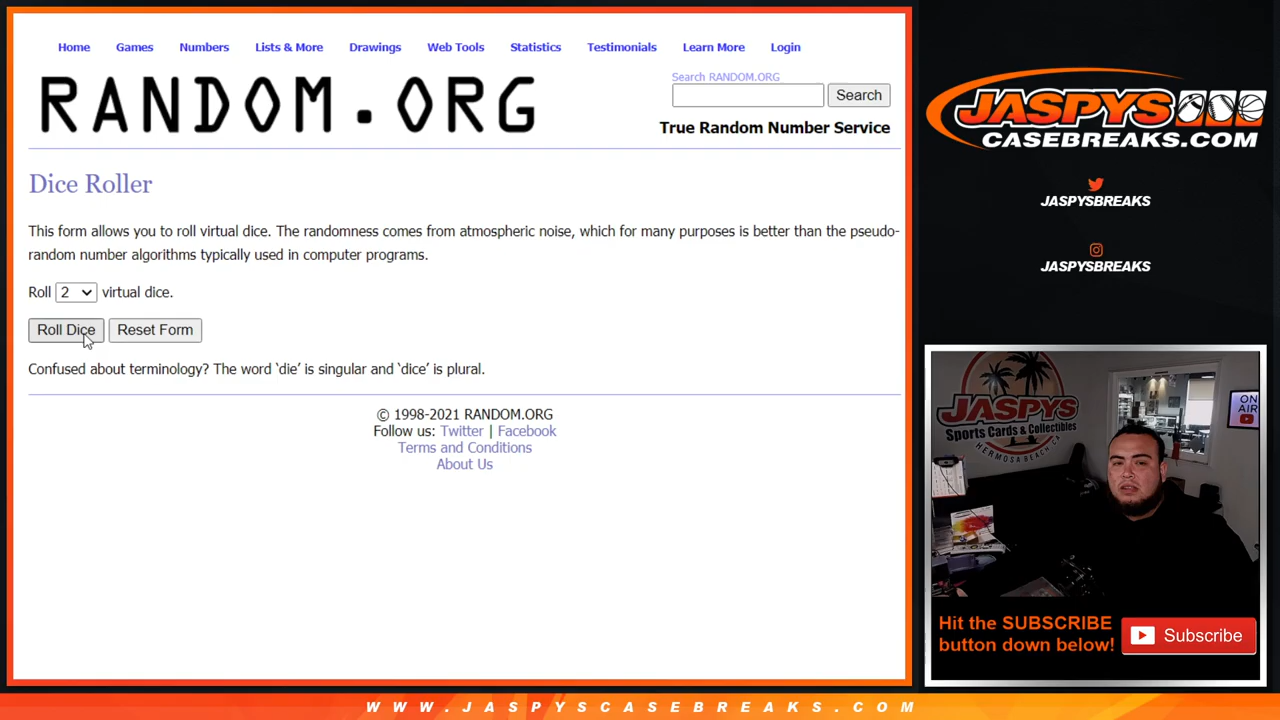 Home Games Numbers Lists & More Drawings Web Tools Statistics Testimonials Learn More Login
RANDOM.ORG
Search RANDOM.ORG
Search
True Random Number Service
Dice Roller
This form allows you to roll virtual dice. The randomness comes from atmospheric noise, which for many purposes is better than the pseudo-
random number algorithms typically used in computer programs.
Roll 2 virtual dice.
Roll Dice Reset Form
Confused about terminology? The word ‘die’ is singular and ‘dice’ is plural.
© 1998-2021 RANDOM.ORG
Follow us: Twitter | Facebook
Terms and Conditions
About Us
JASPYS
CASEBREAKS.COM
JASPYSBREAKS
JASPYSBREAKS
JASPYS
Sports Cards & Collectibles
HERMOSA BEACH, CA
ON
AIR
Hit the SUBSCRIBE
button down below!
Subscribe
WWW.JASPYSCASEBREAKS.COM